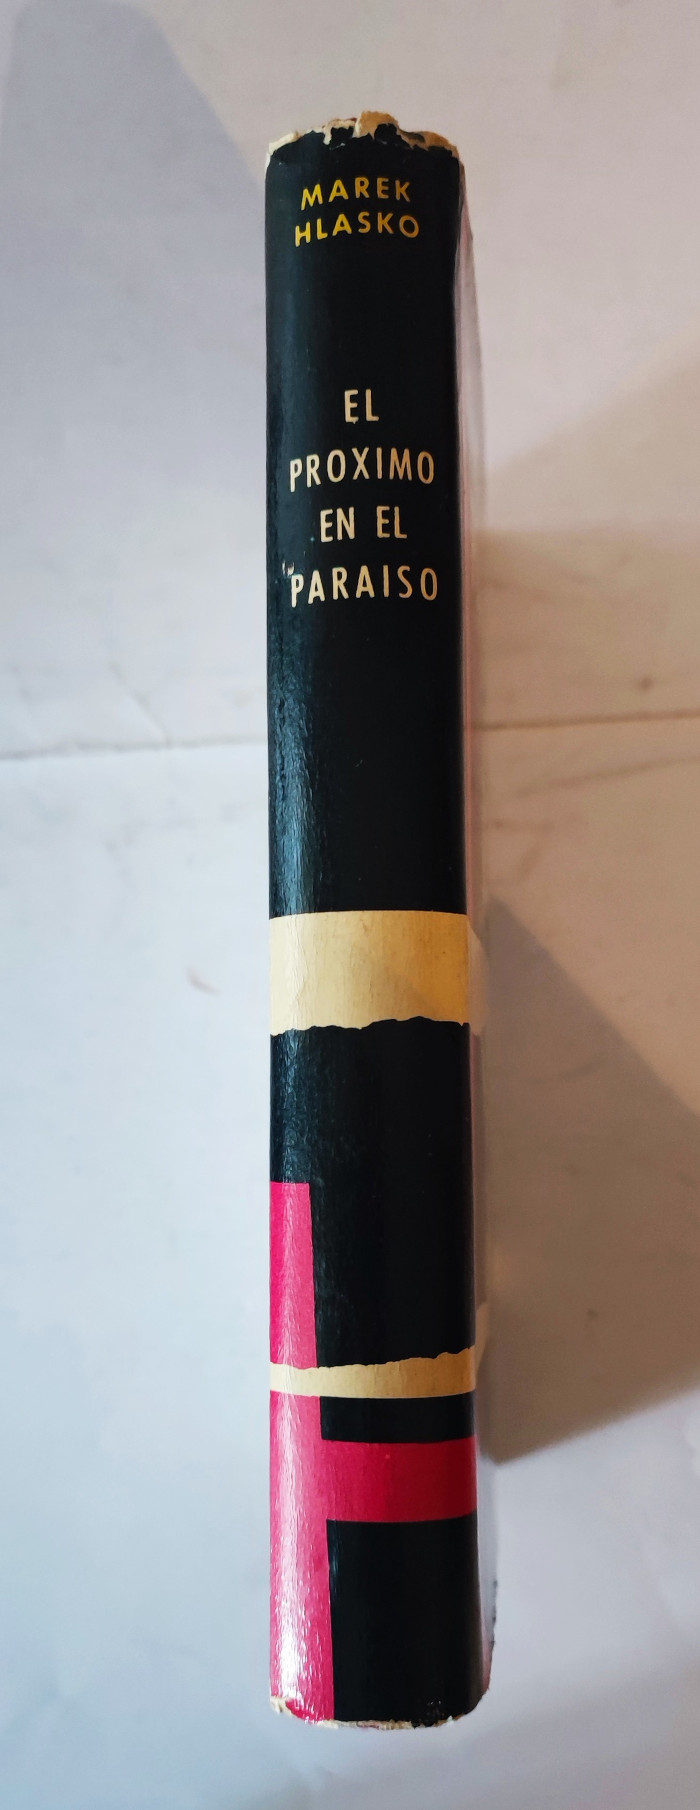 MAREK
HLASKO
EL
PROXIMO
EN EL
PARAISO